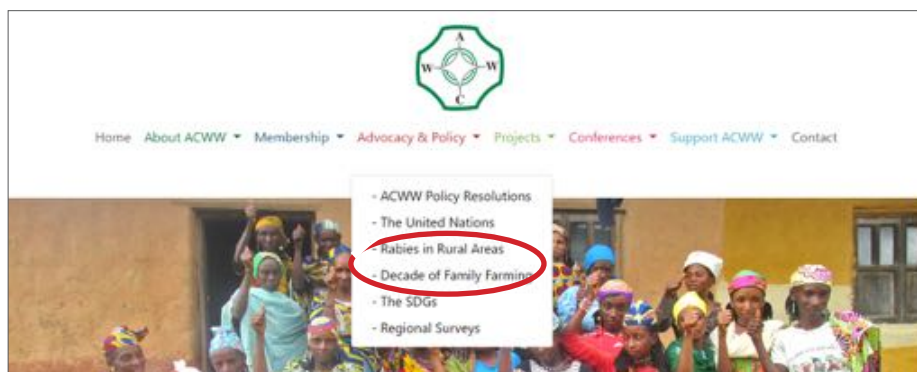 A
W W
C
Home About ACWW Membership Advocacy & Policy Projects Conferences Support ACWW Contact
- ACWW Policy Resolutions
- The United Nations
- Rabies in Rural Areas
- Decade of Family Farming
- The SDGs
- Regional Surveys